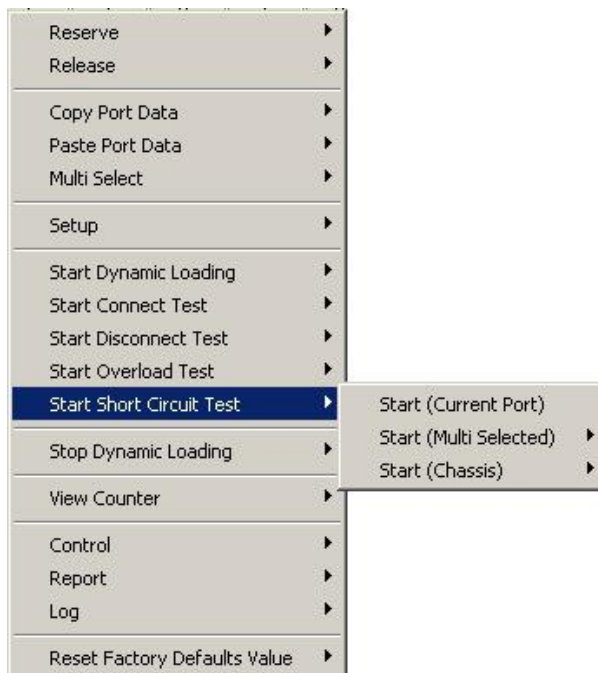 Reserve
Release
Copy Port Data
Paste Port Data
Multi Select
Setup
Start Dynamic Loading
Start Connect Test
Start Disconnect Test
Start Overload Test
Start Short Circuit Test
Start (Current Port)
Start (Multi Selected)
Start (Chassis)
Stop Dynamic Loading
View Counter
Control
Report
Log
Reset Factory Defaults Value